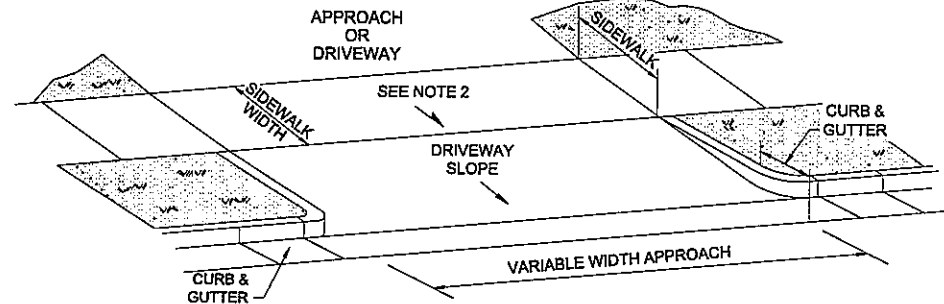 APPROACH
OR
DRIVEWAY
SIDEWALK
SIDEWALK
WIDTH
SEE NOTE 2
CURB &
GUTTER
DRIVEWAY
SLOPE
VARIABLE WIDTH APPROACH
CURB &
GUTTER